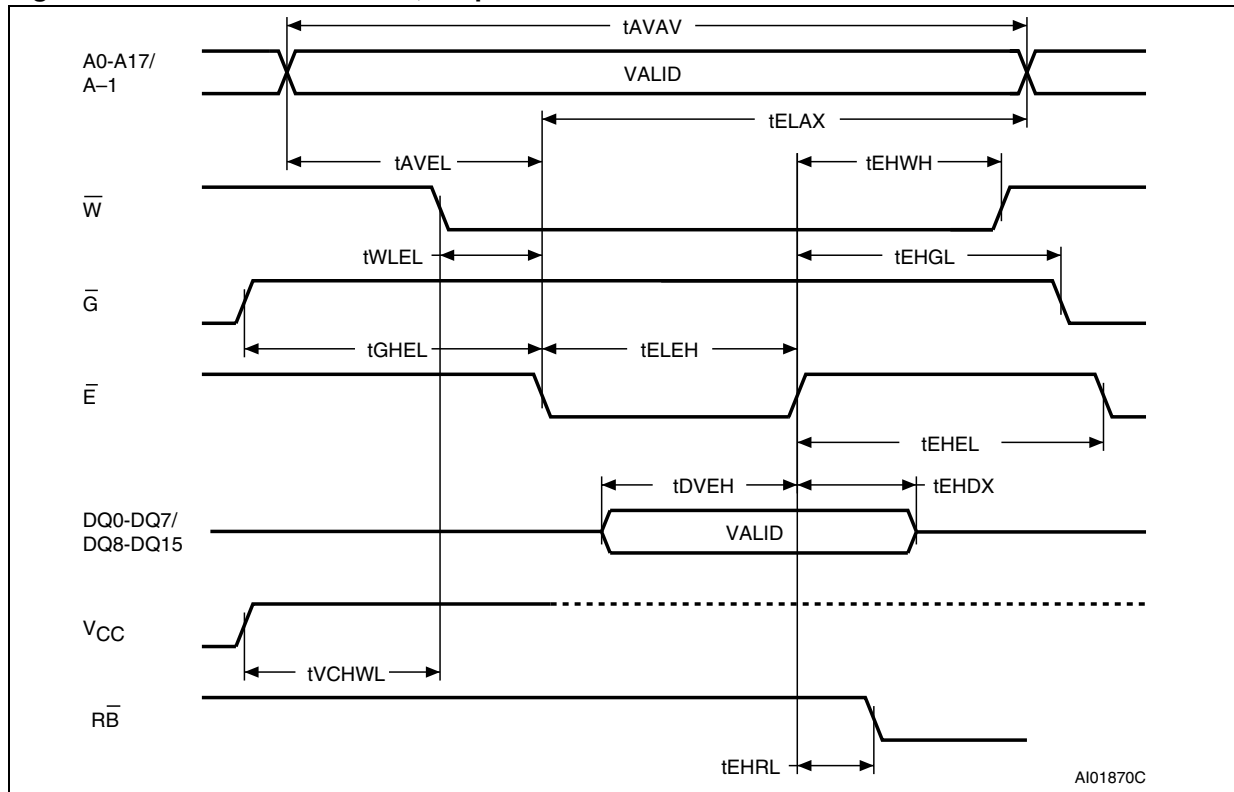 tAVAV
A0-A17/
A–1
VALID
tELAX
tAVEL
tEHWH
W̅
tWLEL
tEHGL
G̅
tGHEL
tELEH
E̅
tEHEL
tDVEH
tEHDX
DQ0-DQ7/
DQ8-DQ15
VALID
VCC
tVCHWL
RB̅
tEHRL
AI01870C